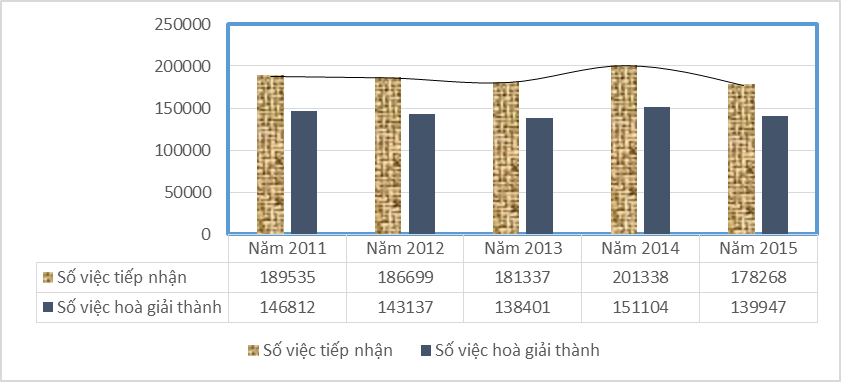 250000
200000
150000
100000
50000
0
Năm 2011 Năm 2012 Năm 2013 Năm 2014 Năm 2015
Số việc tiếp nhận 189535 186699 181337 201338 178268
Số việc hoà giải thành 146812 143137 138401 151104 139947
Số việc tiếp nhận Số việc hoà giải thành